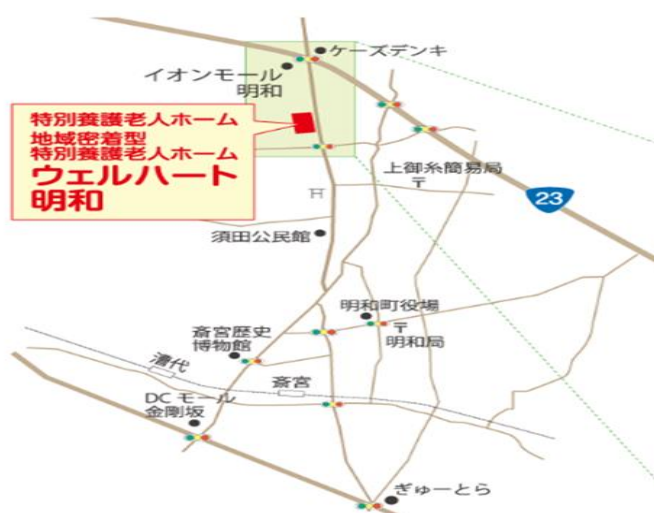 ケーズデンキ
イオンモール
明和
特別養護老人ホーム
地域密着型
特別養護老人ホーム
ウェルハート
明和
上御糸簡易局
〒
23
H
須田公民館
明和町役場
〒
明和局
斎宮歴史
博物館
漕代
斎宮
DCモール
金剛坂
ぎゅーとら